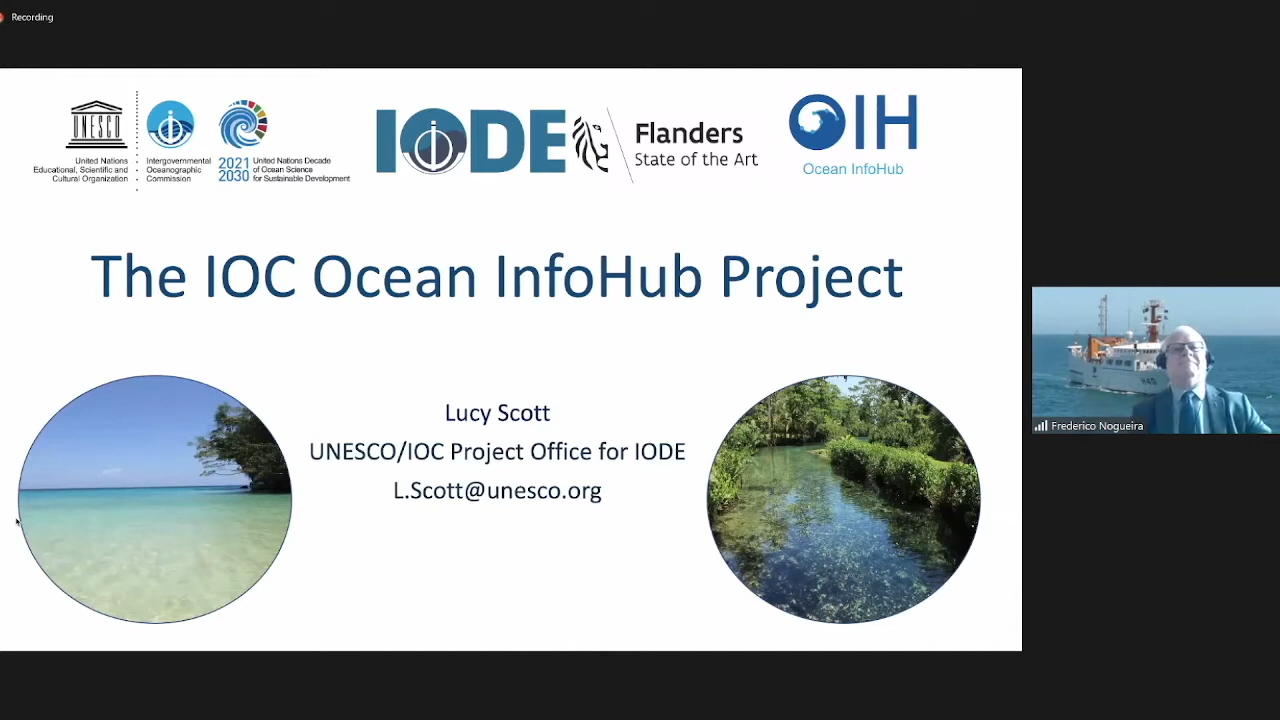 Recording
UNESCO
United Nations
Educational, Scientific and
Cultural Organization
Intergovernmental
Oceanographic
Commission
2021
2030
United Nations Decade
of Ocean Science
for Sustainable Development
IODE
Flanders
State of the Art
OIH
Ocean InfoHub
The IOC Ocean InfoHub Project
Lucy Scott
UNESCO/IOC Project Office for IODE
L.Scott@unesco.org
H40
Frederico Nogueira